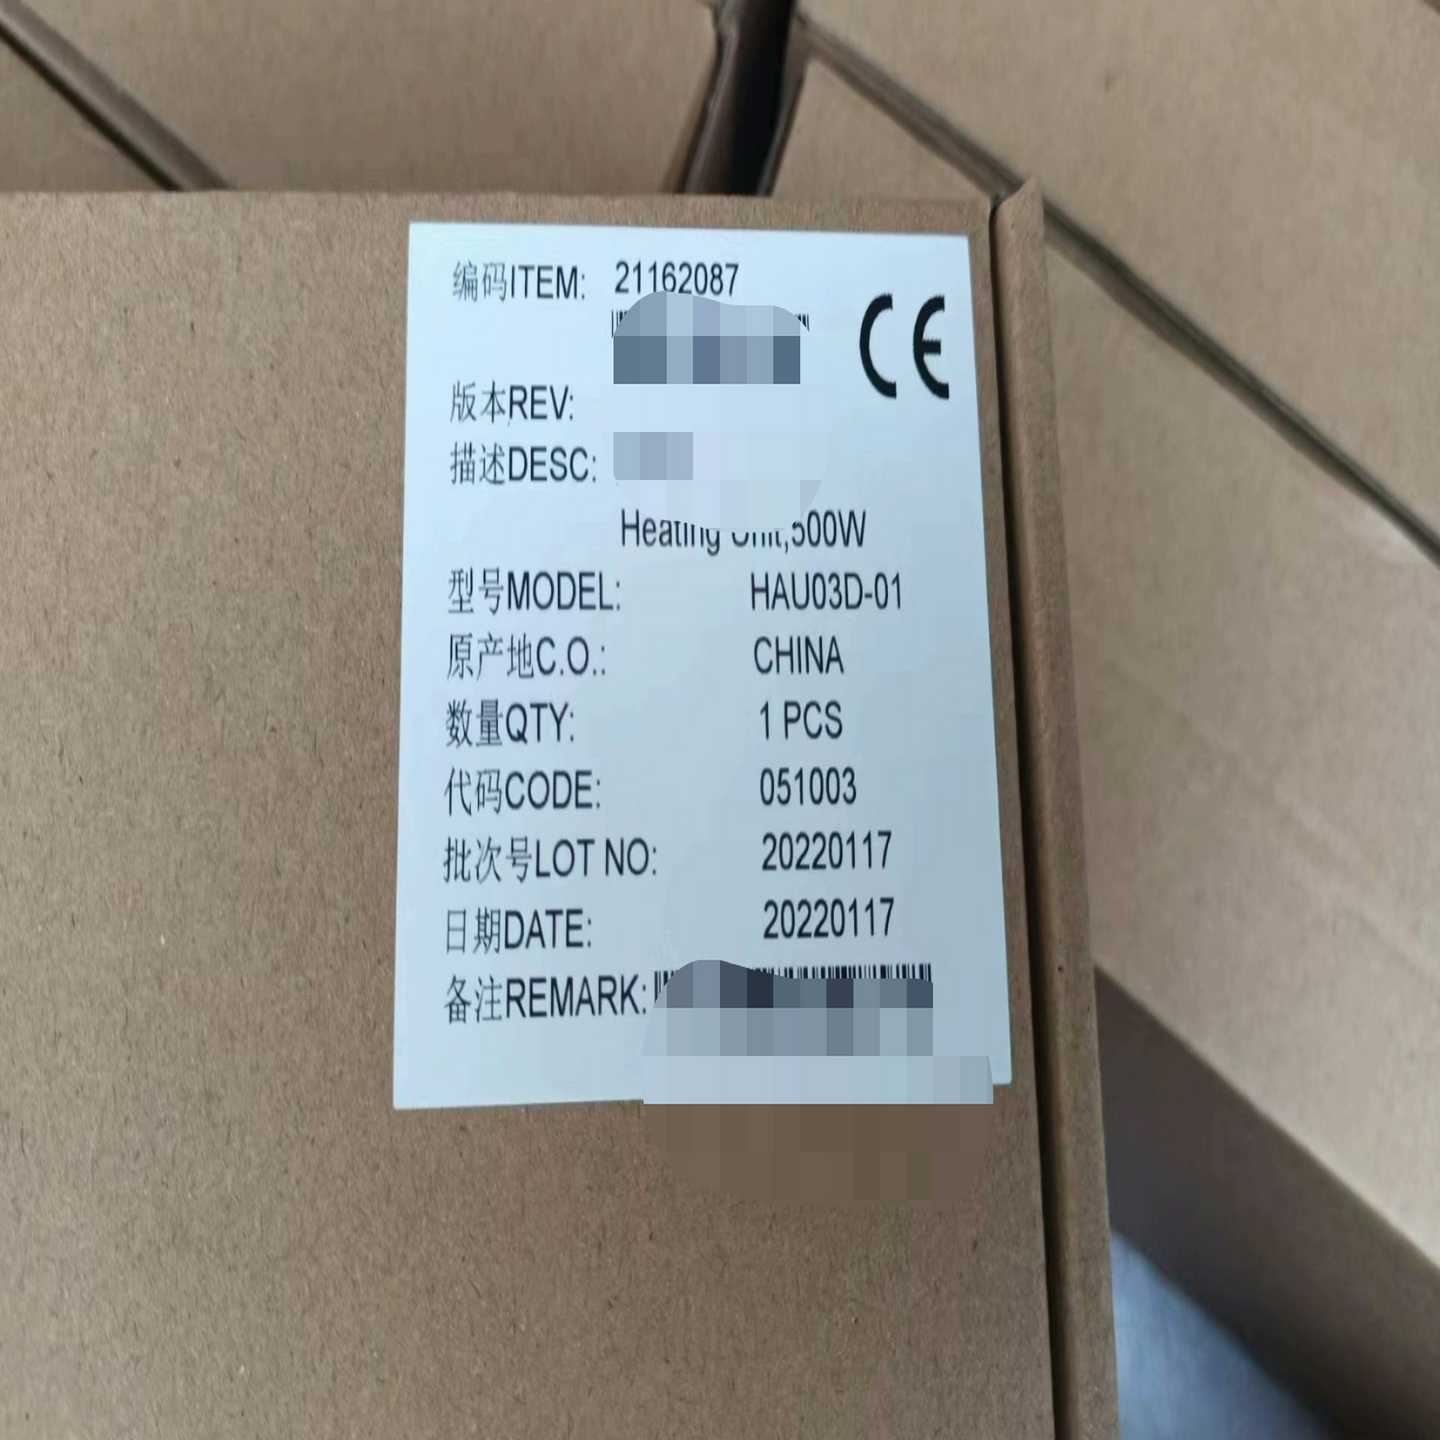 编码ITEM: 21162087
CE
版本REV:
描述DESC:
Heating Unit,500W
型号MODEL: HAU03D-01
原产地C.O.: CHINA
数量QTY: 1 PCS
代码CODE: 051003
批次号LOT NO: 20220117
日期DATE: 20220117
备注REMARK: